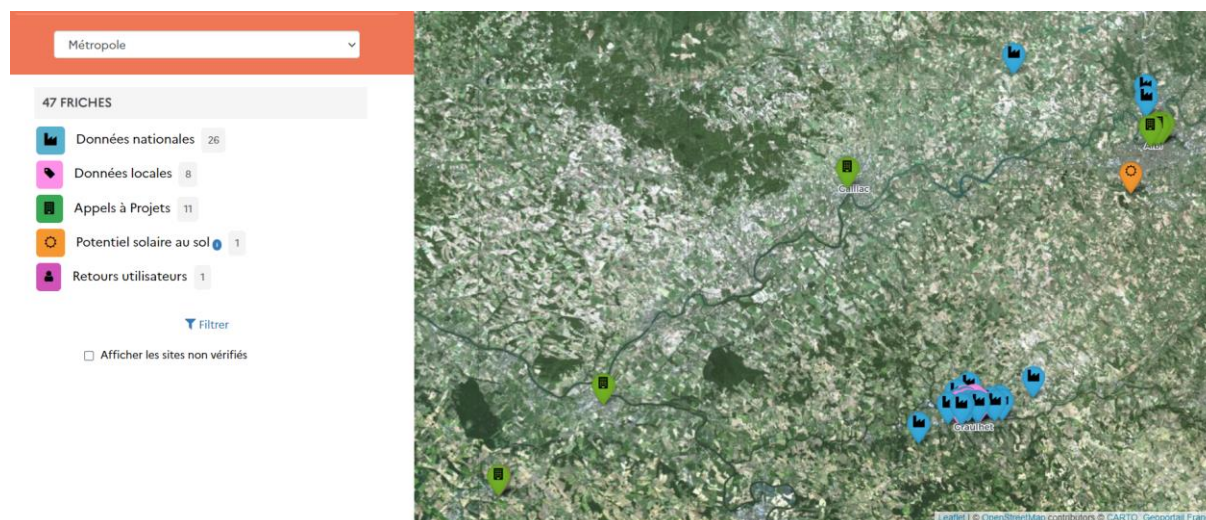 Métropole
47 FRICHES
Données nationales 26
Données locales 8
Appels à Projets 11
Potentiel solaire au sol i 1
Retours utilisateurs 1
Filtrer
Afficher les sites non vérifiés
Gaillac
Graulhet
Leaflet | © OpenStreetMap contributors © CARTO, Geoportail Fran